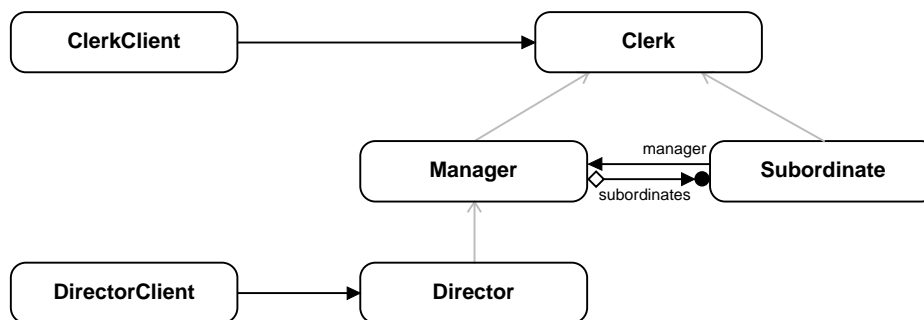 ClerkClient
Clerk
manager
Manager
Subordinate
subordinates
DirectorClient
Director